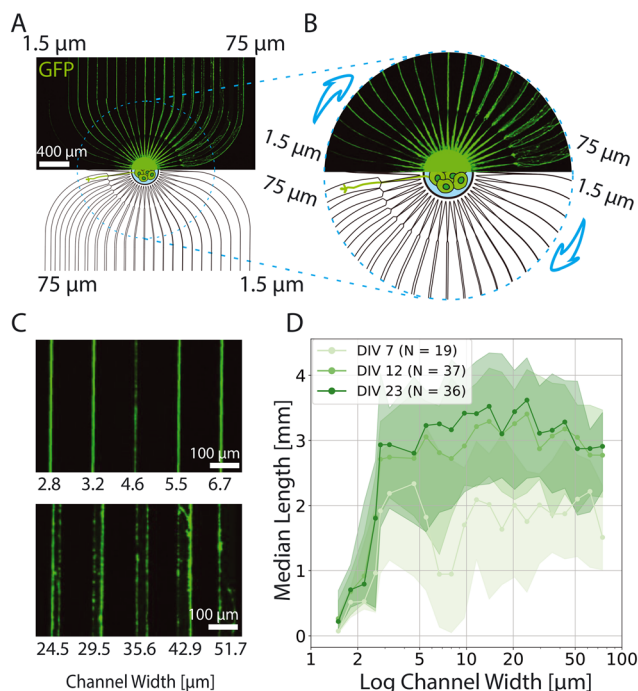 A
B
1.5 µm
75 µm
GFP
400 µm
75 µm
1.5 µm
1.5 µm
75 µm
75 µm
1.5 µm
C
100 µm
2.8 3.2 4.6 5.5 6.7
100 µm
24.5 29.5 35.6 42.9 51.7
Channel Width [µm]
D
DIV 7 (N = 19)
DIV 12 (N = 37)
DIV 23 (N = 36)
Median Length [mm]
4
3
2
1
0
1 2 5 10 20 50 100
Log Channel Width [µm]